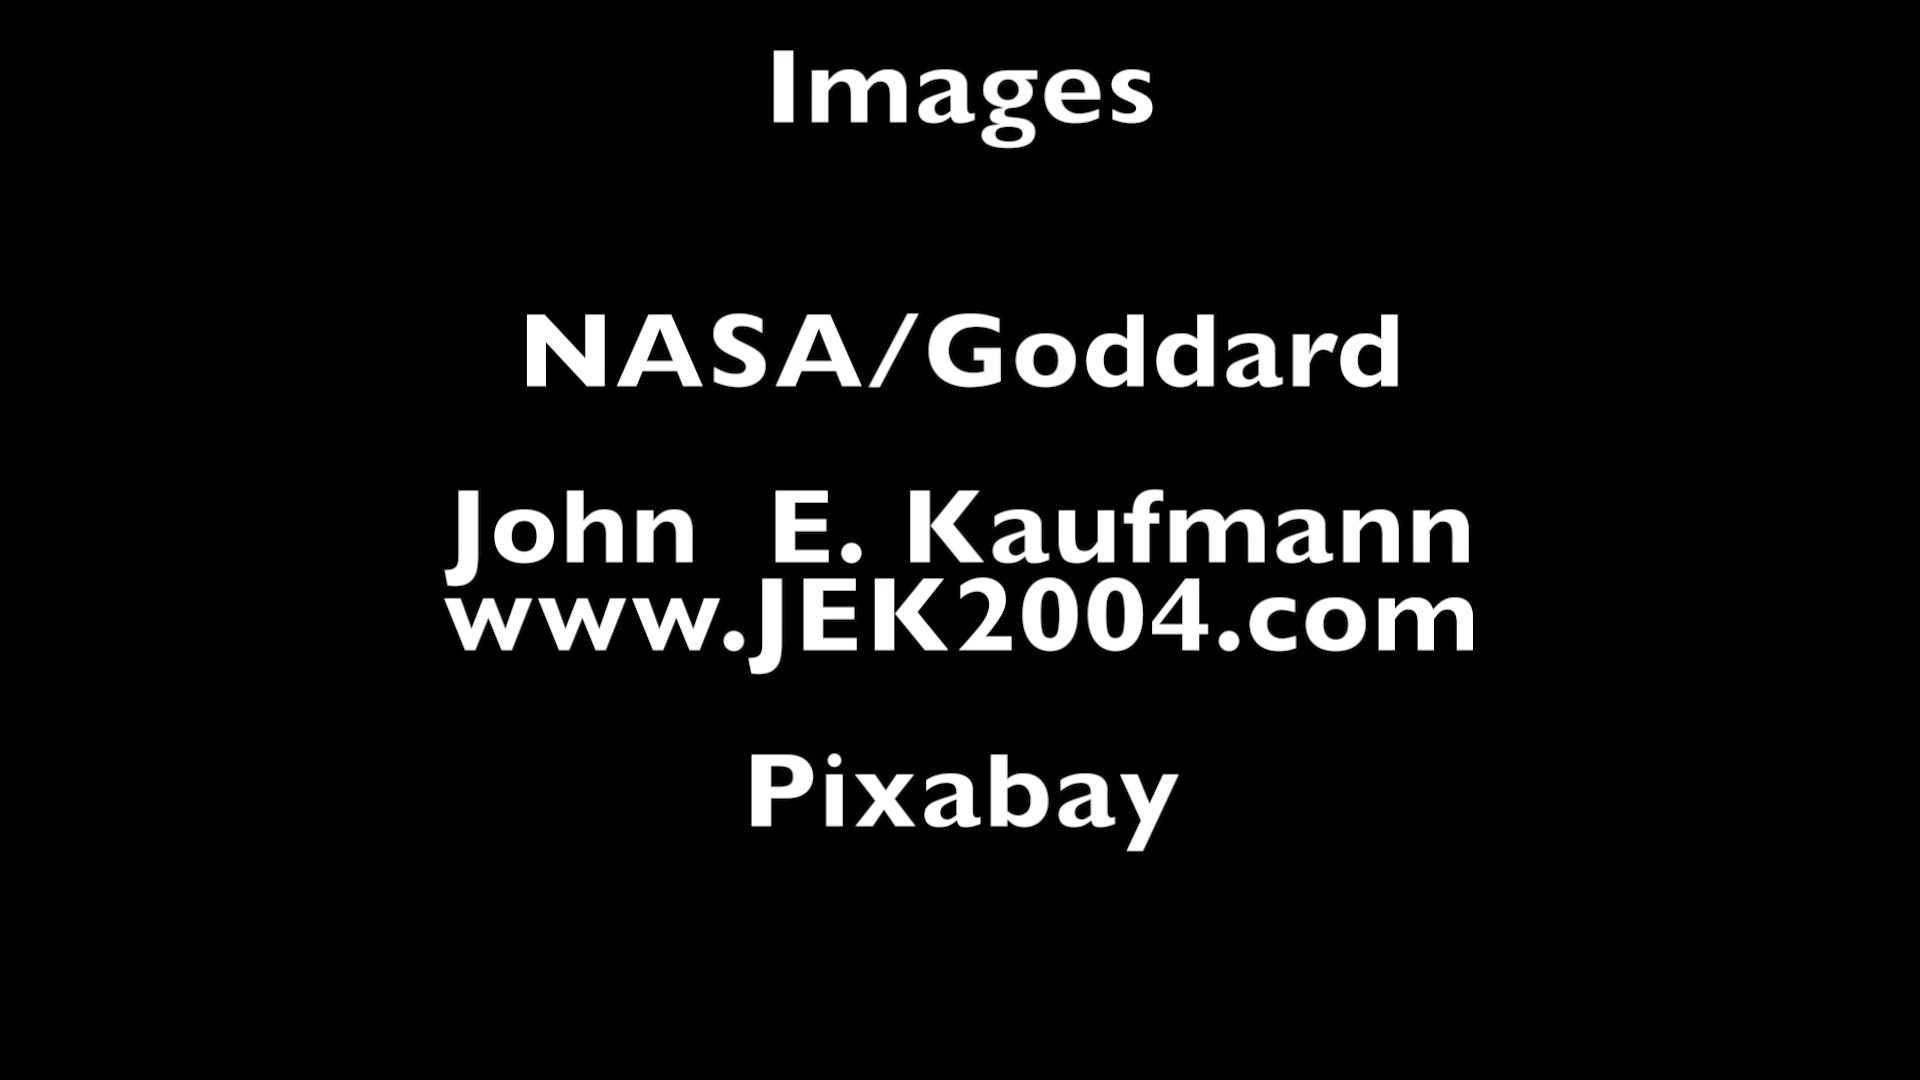 Images
NASA/Goddard
John  E. Kaufmann
www.JEK2004.com
Pixabay